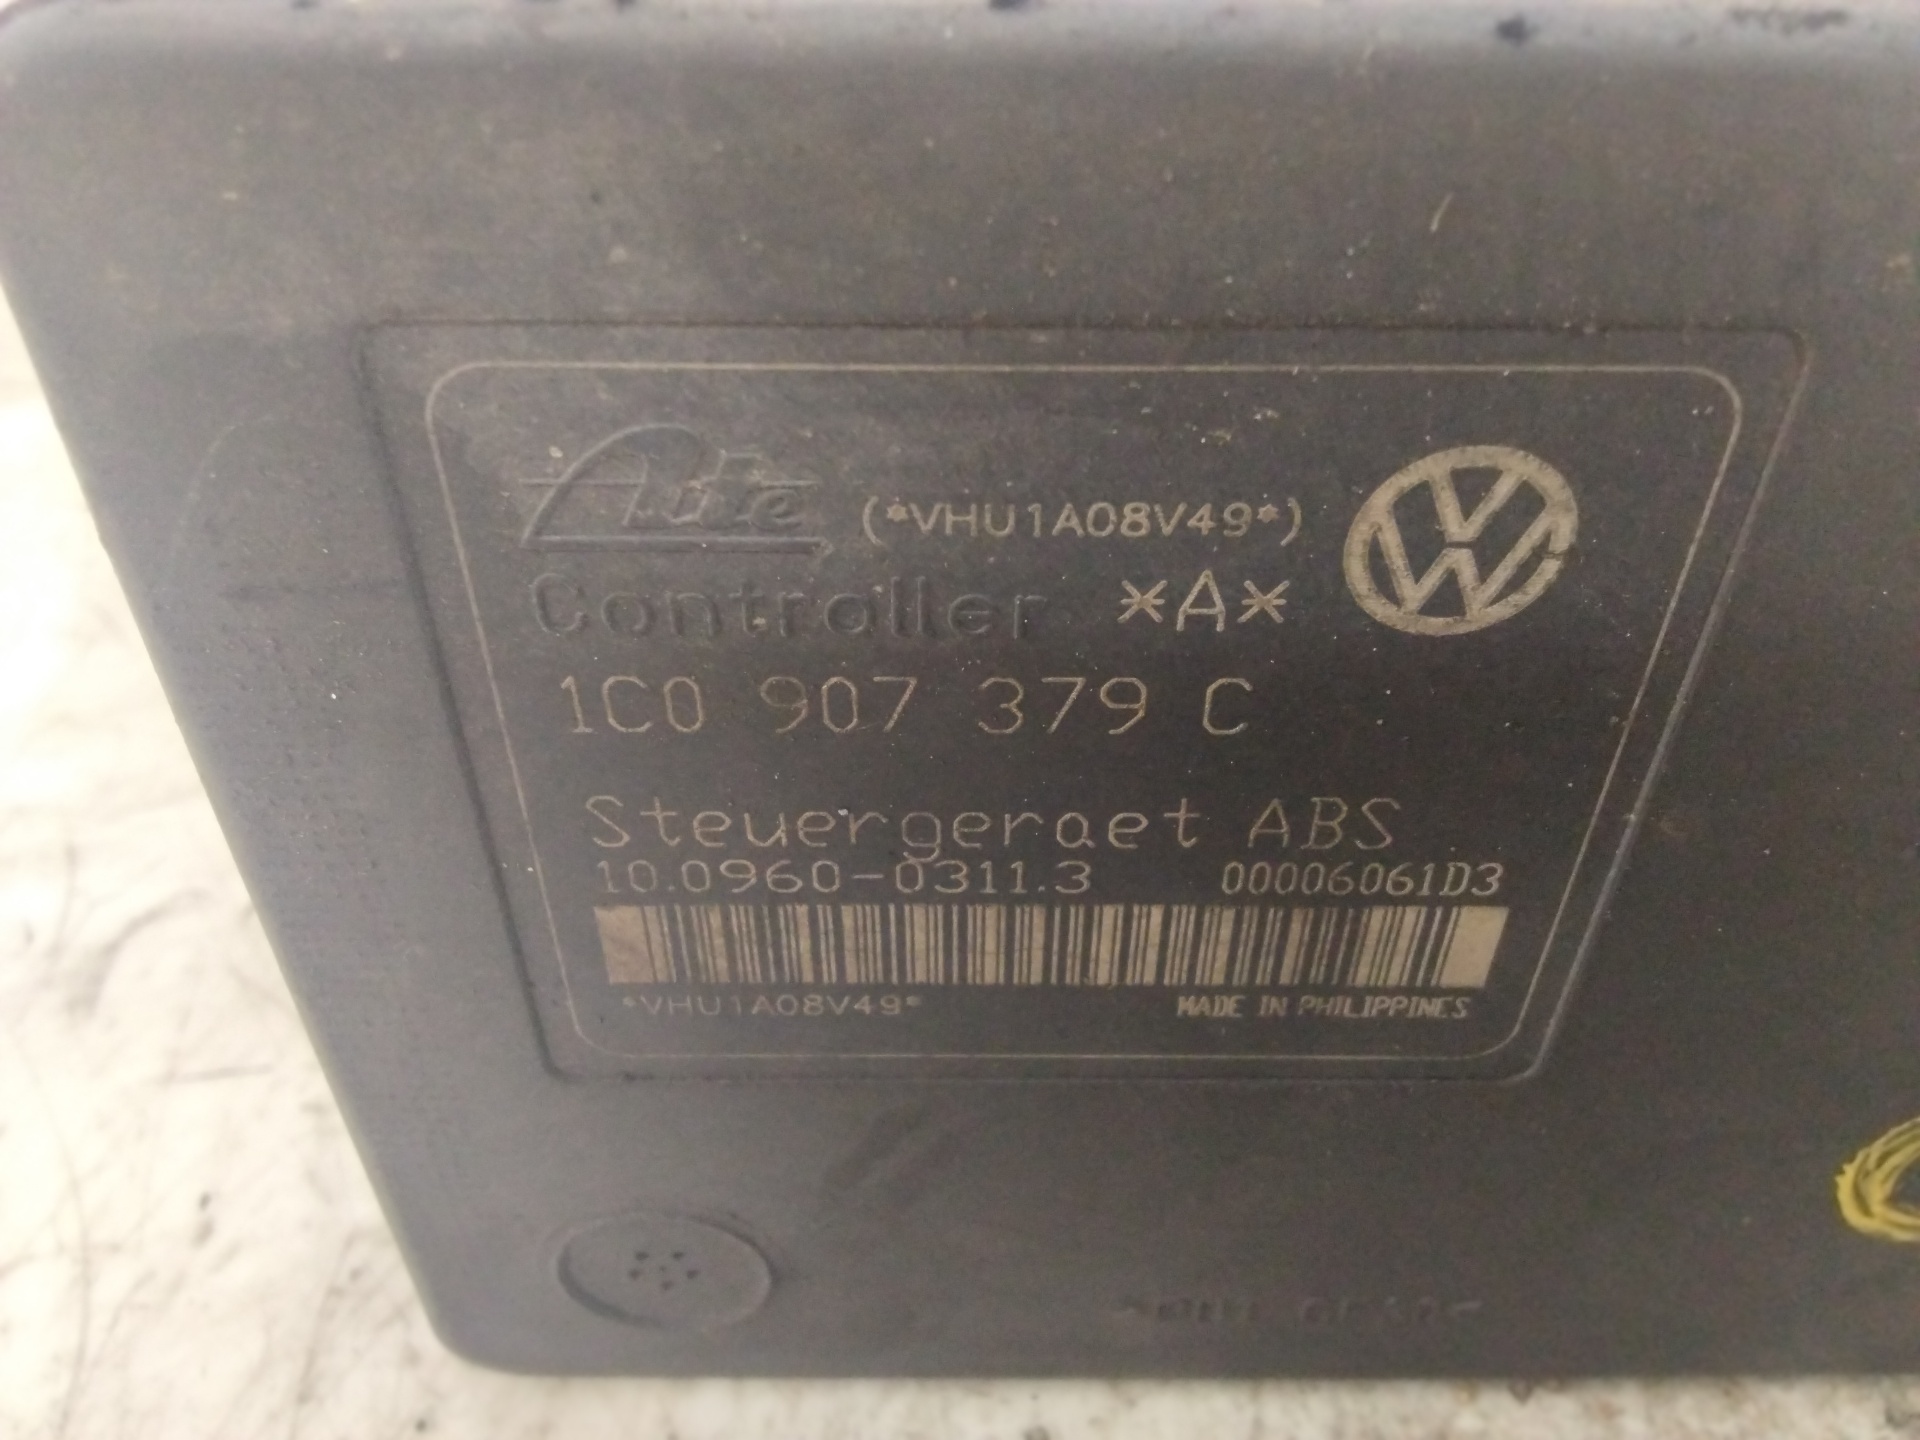 Ate (*VHU1A08V49*)
Controller *A*
1C0 907 379 C
Steuergeraet ABS
10.0960-0311.3 00006061D3
*VHU1A08V49* MADE IN PHILIPPINES